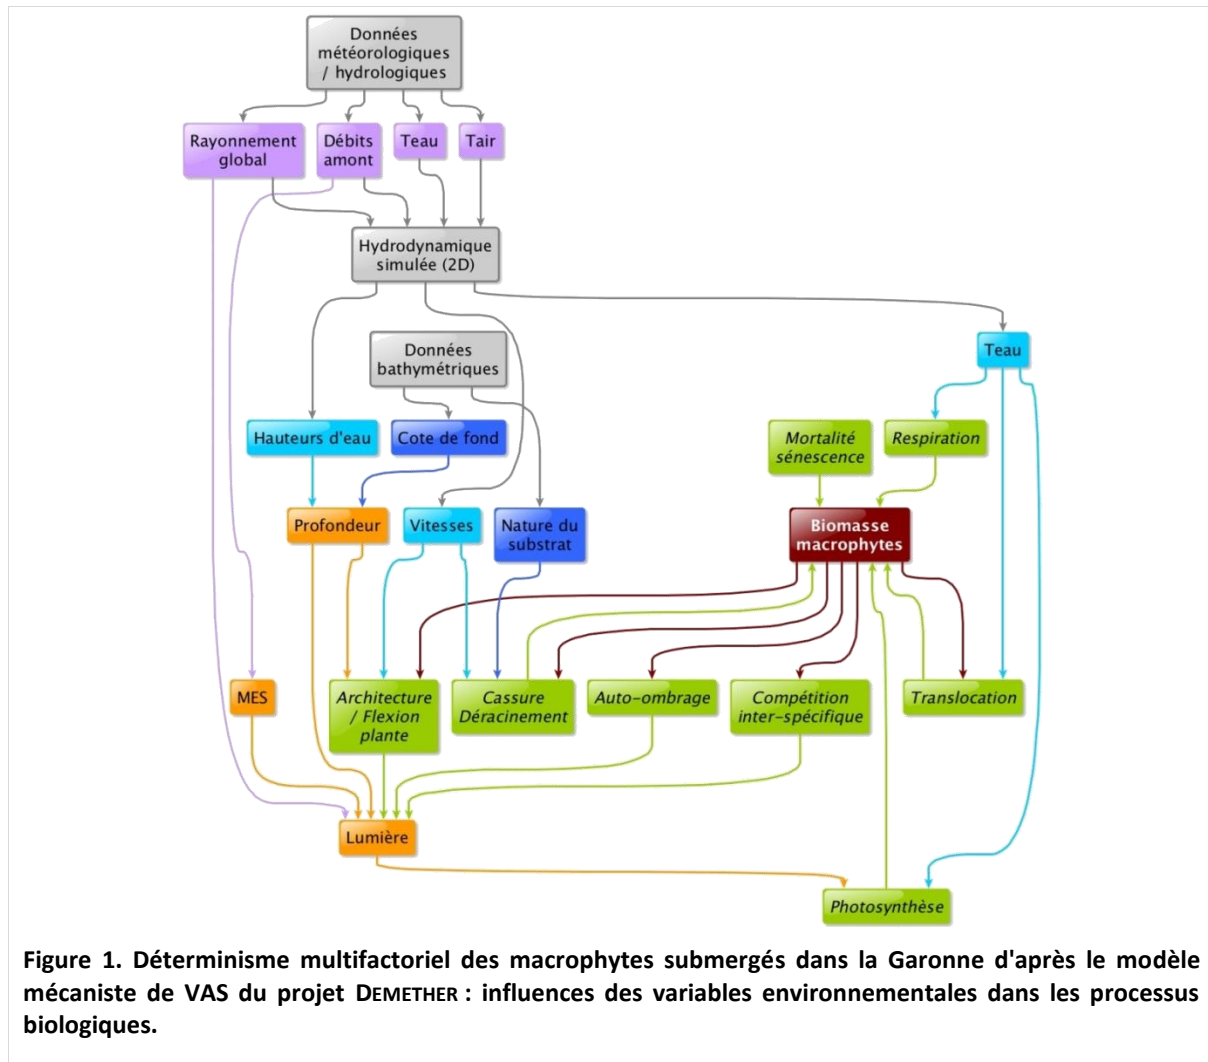 Données
météorologiques
/ hydrologiques
Rayonnement
global
Débits
amont
Teau
Tair
Hydrodynamique
simulée (2D)
Données
bathymétriques
Teau
Hauteurs d'eau
Cote de fond
Mortalité
sénescence
Respiration
Profondeur
Vitesses
Nature du
substrat
Biomasse
macrophytes
MES
Architecture
/ Flexion
plante
Cassure
Déracinement
Auto-ombrage
Compétition
inter-spécifique
Translocation
Lumière
Photosynthèse
Figure 1. Déterminisme multifactoriel des macrophytes submergés dans la Garonne d'après le modèle
mécaniste de VAS du projet DEMETHER : influences des variables environnementales dans les processus
biologiques.